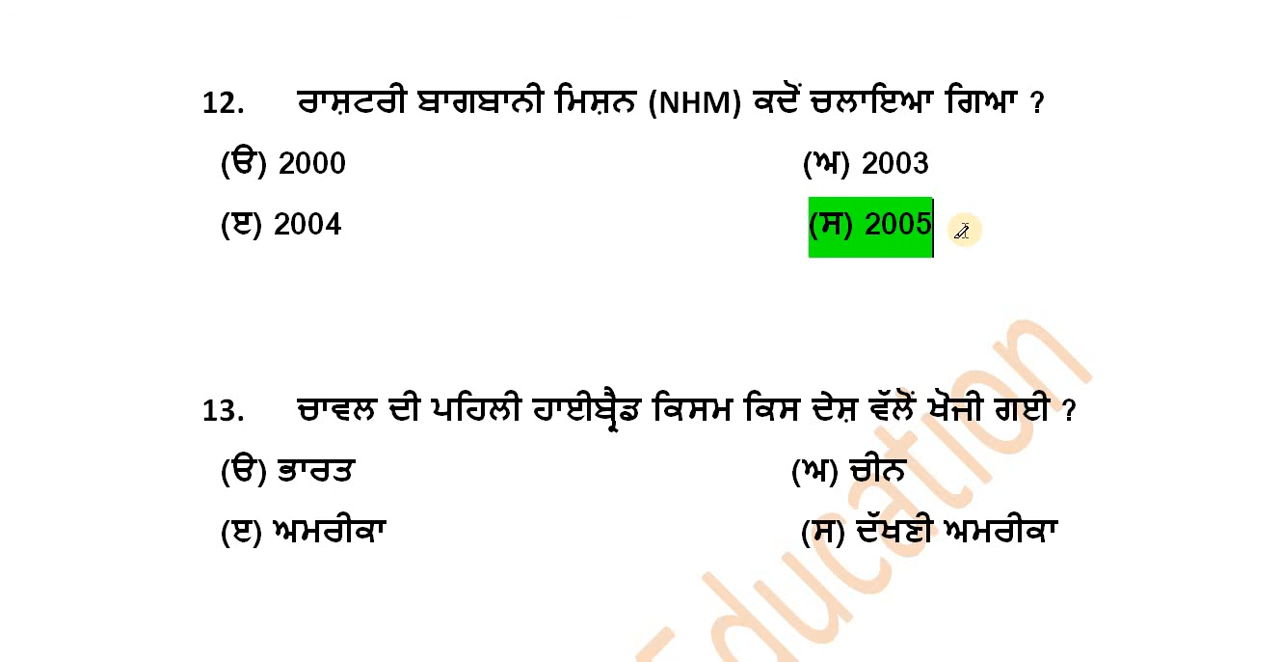 12. ਰਾਸ਼ਟਰੀ ਬਾਗਬਾਨੀ ਮਿਸ਼ਨ (NHM) ਕਦੋਂ ਚਲਾਇਆ ਗਿਆ ?
(ੳ) 2000 (ਅ) 2003
(ੲ) 2004 (ਸ) 2005
13. ਚਾਵਲ ਦੀ ਪਹਿਲੀ ਹਾਈਬ੍ਰੈਡ ਕਿਸਮ ਕਿਸ ਦੇਸ਼ ਵੱਲੋਂ ਖੋਜੀ ਗਈ ?
(ੳ) ਭਾਰਤ (ਅ) ਚੀਨ
(ੲ) ਅਮਰੀਕਾ (ਸ) ਦੱਖਣੀ ਅਮਰੀਕਾ
Education